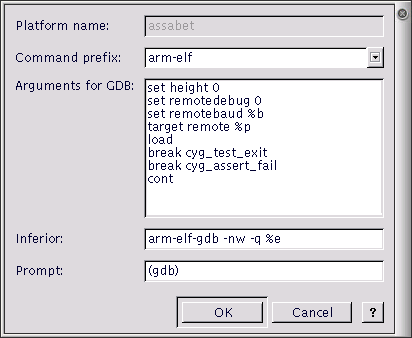 Platform name: assabet
Command prefix: arm-elf
Arguments for GDB:
set height 0
set remotedebug 0
set remotebaud %b
target remote %p
load
break cyg_test_exit
break cyg_assert_fail
cont
Inferior: arm-elf-gdb -nw -q %e
Prompt: (gdb)
OK Cancel ?